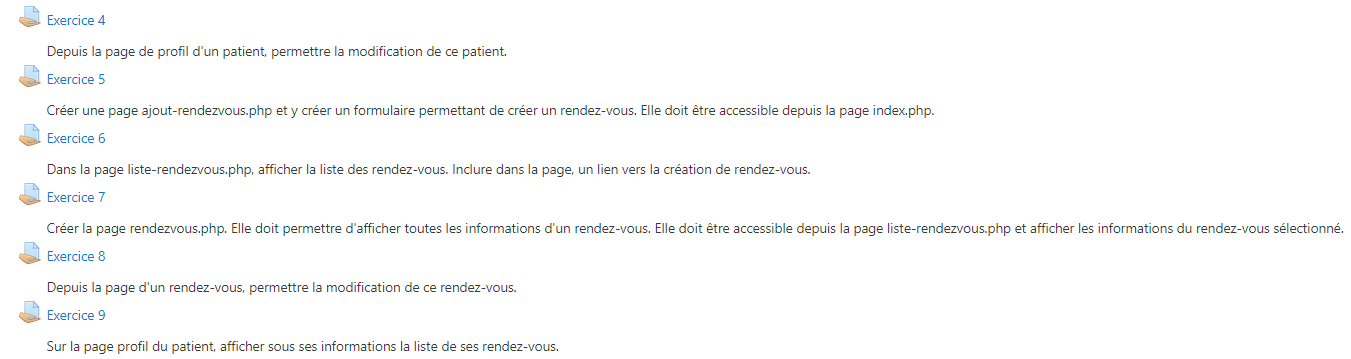 Exercice 4
Depuis la page de profil d'un patient, permettre la modification de ce patient.
Exercice 5
Créer une page ajout-rendezvous.php et y créer un formulaire permettant de créer un rendez-vous. Elle doit être accessible depuis la page index.php.
Exercice 6
Dans la page liste-rendezvous.php, afficher la liste des rendez-vous. Inclure dans la page, un lien vers la création de rendez-vous.
Exercice 7
Créer la page rendezvous.php. Elle doit permettre d'afficher toutes les informations d'un rendez-vous. Elle doit être accessible depuis la page liste-rendezvous.php et afficher les informations du rendez-vous sélectionné.
Exercice 8
Depuis la page d'un rendez-vous, permettre la modification de ce rendez-vous.
Exercice 9
Sur la page profil du patient, afficher sous ses informations la liste de ses rendez-vous.